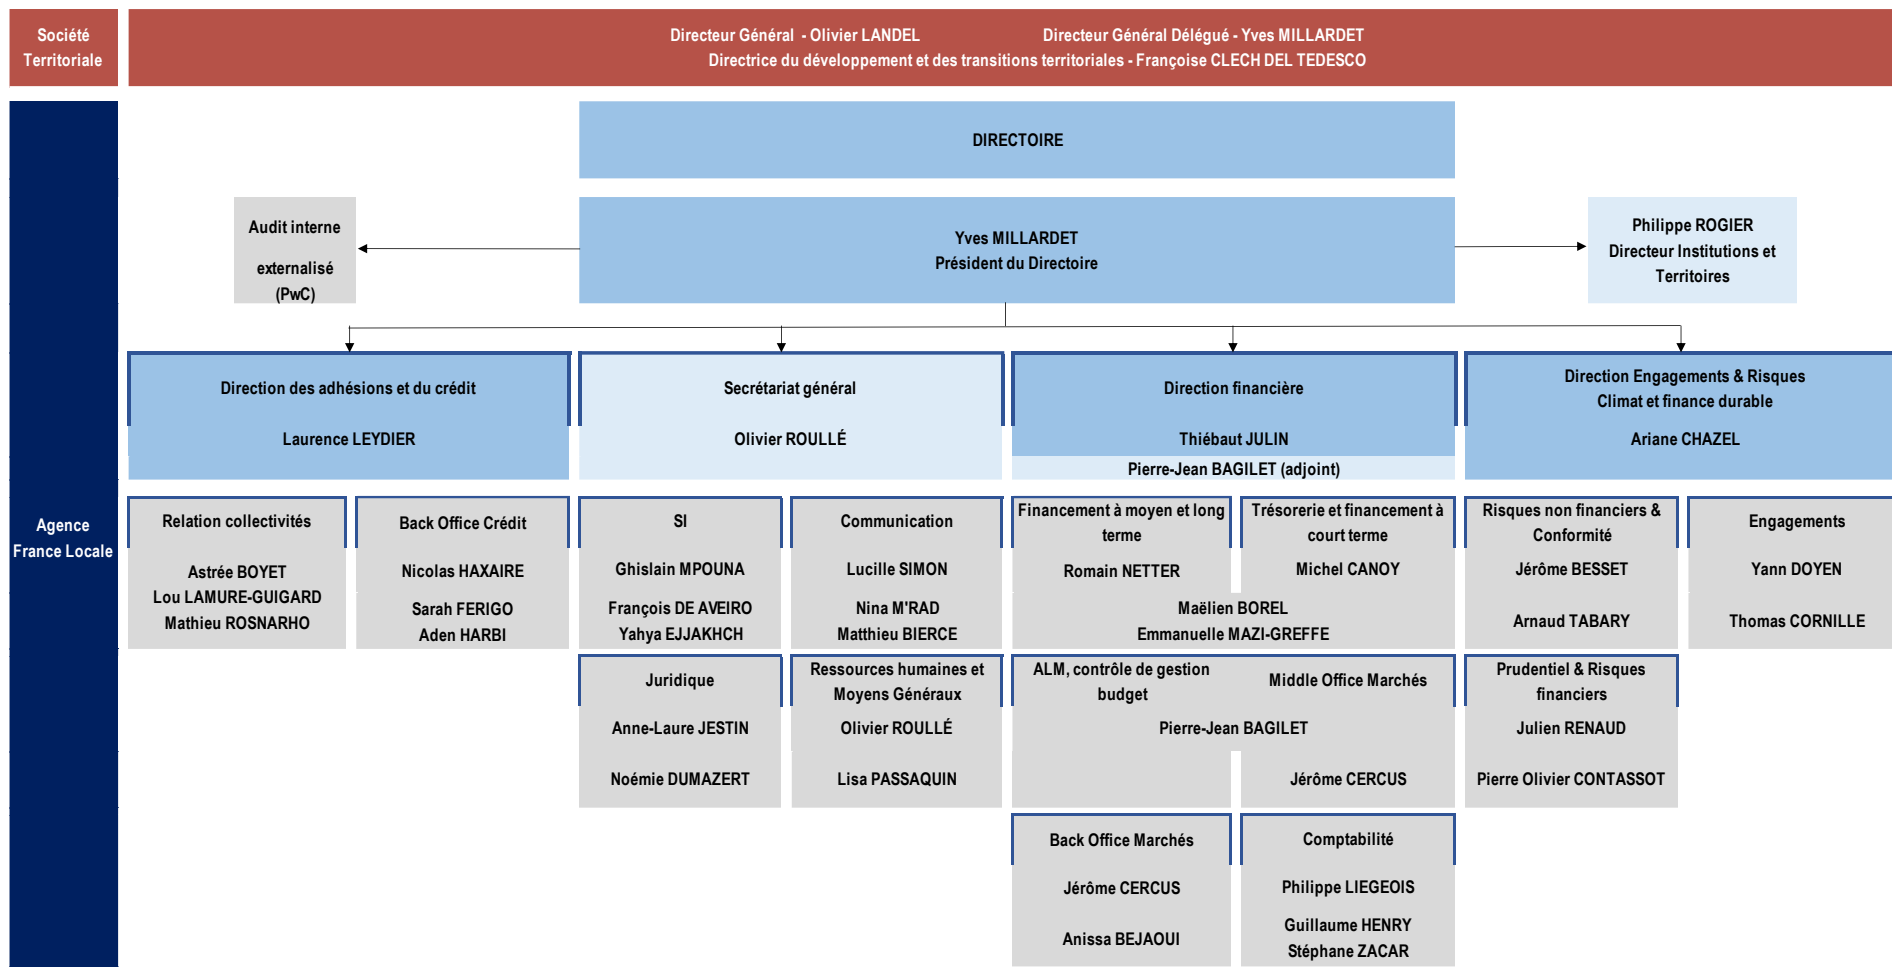 Société
Territoriale
Directeur Général - Olivier LANDEL
Directeur Général Délégué - Yves MILLARDET
Directrice du développement et des transitions territoriales - Françoise CLECH DEL TEDESCO
Agence
France Locale
DIRECTOIRE
Audit interne
externalisé
(PwC)
Yves MILLARDET
Président du Directoire
Philippe ROGIER
Directeur Institutions et
Territoires
Direction des adhésions et du crédit
Laurence LEYDIER
Secrétariat général
Olivier ROULLÉ
Direction financière
Thiébaut JULIN
Pierre-Jean BAGILET (adjoint)
Direction Engagements & Risques
Climat et finance durable
Ariane CHAZEL
Relation collectivités
Astrée BOYET
Lou LAMURE-GUIGARD
Mathieu ROSNARHO
Back Office Crédit
Nicolas HAXAIRE
Sarah FERIGO
Aden HARBI
SI
Ghislain MPOUNA
François DE AVEIRO
Yahya EJJAKHCH
Communication
Lucille SIMON
Nina M'RAD
Matthieu BIERCE
Financement à moyen et long
terme
Romain NETTER
Trésorerie et financement à
court terme
Michel CANOY
Maëlien BOREL
Emmanuelle MAZI-GREFFE
Risques non financiers &
Conformité
Jérôme BESSET
Arnaud TABARY
Engagements
Yann DOYEN
Thomas CORNILLE
Juridique
Anne-Laure JESTIN
Noémie DUMAZERT
Ressources humaines et
Moyens Généraux
Olivier ROULLÉ
Lisa PASSAQUIN
ALM, contrôle de gestion
budget
Middle Office Marchés
Pierre-Jean BAGILET
Jérôme CERCUS
Prudentiel & Risques
financiers
Julien RENAUD
Pierre Olivier CONTASSOT
Back Office Marchés
Jérôme CERCUS
Anissa BEJAOUI
Comptabilité
Philippe LIEGEOIS
Guillaume HENRY
Stéphane ZACAR